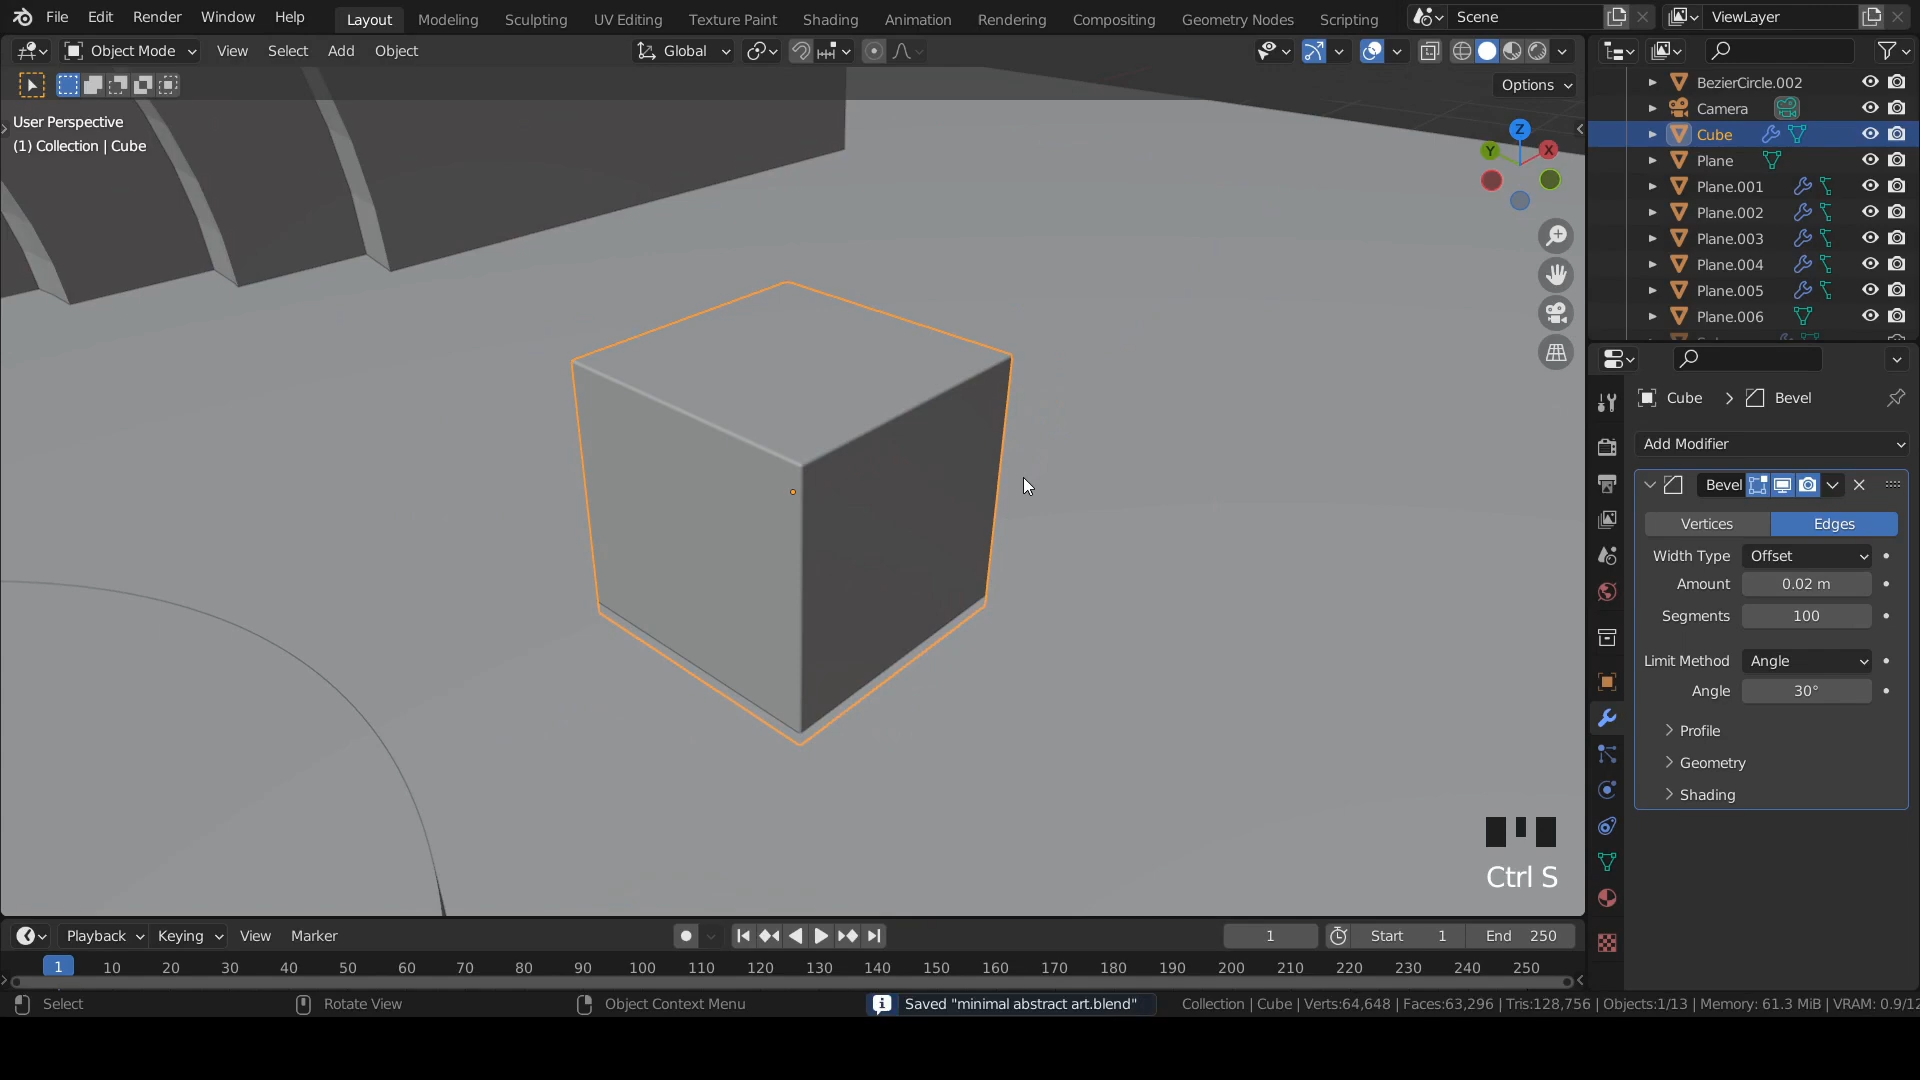 File Edit Render Window Help
Layout Modeling Sculpting UV Editing Texture Paint Shading Animation Rendering Compositing Geometry Nodes Scripting
Scene
ViewLayer
Object Mode View Select Add Object
Global
Options
User Perspective
(1) Collection | Cube
Z
Y
X
BezierCircle.002
Camera
Cube
Plane
Plane.001
Plane.002
Plane.003
Plane.004
Plane.005
Plane.006
Cube > Bevel
Add Modifier
Bevel
Vertices Edges
Width Type Offset
Amount 0.02 m
Segments 100
Limit Method Angle
Angle 30°
Profile
Geometry
Shading
Ctrl S
Playback Keying View Marker
1
Start 1
End 250
1 10 20 30 40 50 60 70 80 90 100 110 120 130 140 150 160 170 180 190 200 210 220 230 240 250
Select
Rotate View
Object Context Menu
Saved "minimal abstract art.blend"
Collection | Cube | Verts:64,648 | Faces:63,296 | Tris:128,756 | Objects:1/13 | Memory: 61.3 MiB | VRAM: 0.9/12